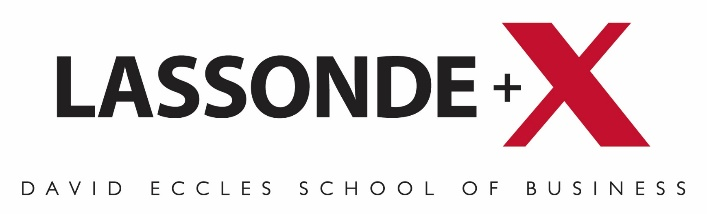 LASSONDE +X
DAVID ECCLES SCHOOL OF BUSINESS